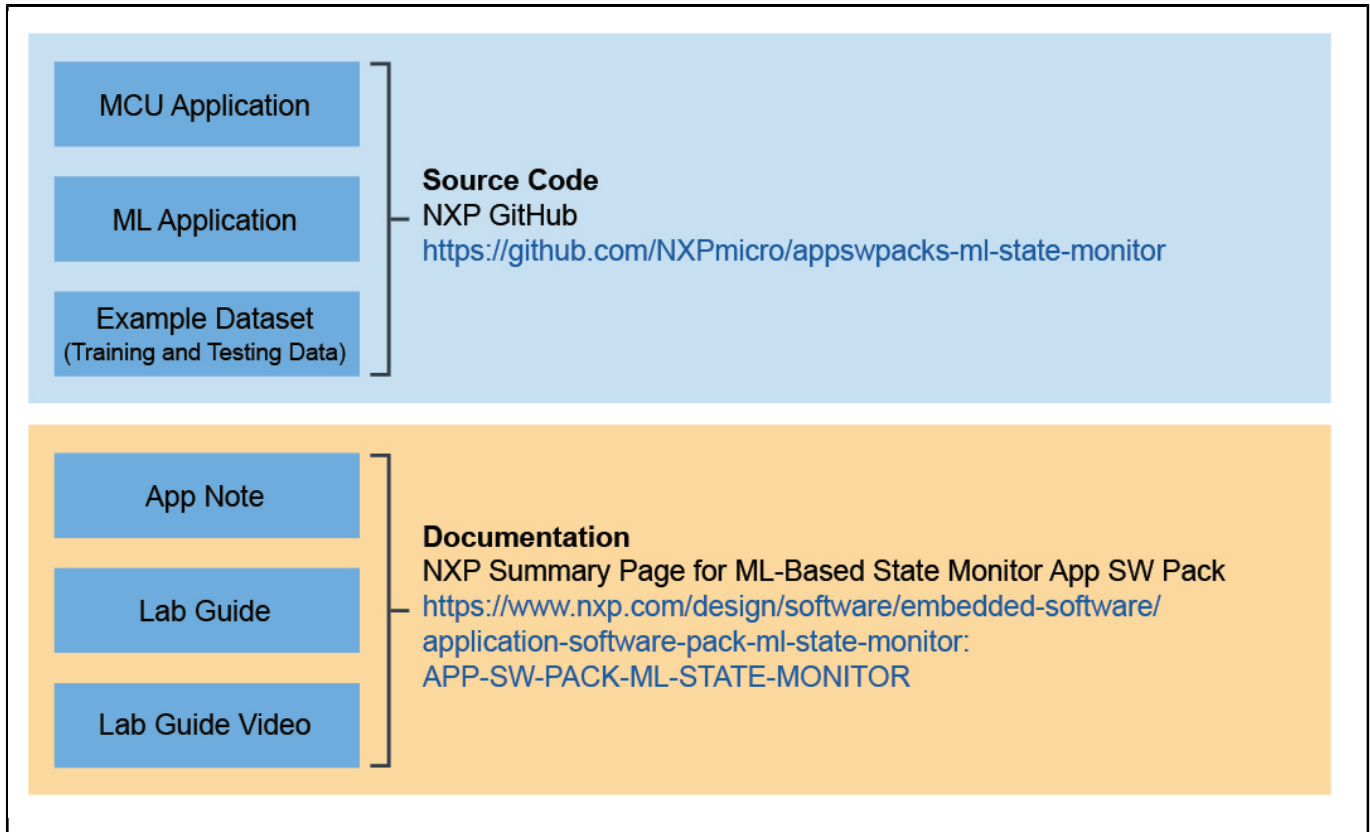 MCU Application
ML Application
Example Dataset
(Training and Testing Data)
Source Code
NXP GitHub
https://github.com/NXPmicro/appswpacks-ml-state-monitor
App Note
Lab Guide
Lab Guide Video
Documentation
NXP Summary Page for ML-Based State Monitor App SW Pack
https://www.nxp.com/design/software/embedded-software/
application-software-pack-ml-state-monitor:
APP-SW-PACK-ML-STATE-MONITOR